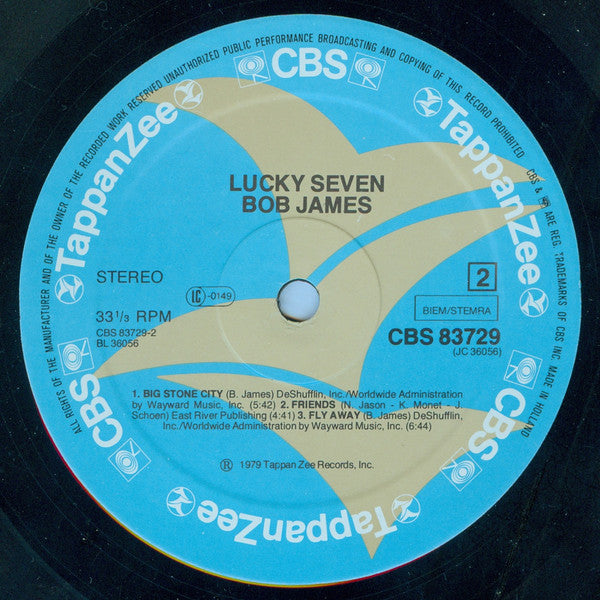 ALL RIGHTS OF THE MANUFACTURER AND OF THE OWNER OF THE RECORDED WORK RESERVED UNAUTHORIZED PUBLIC PERFORMANCE BROADCASTING AND COPYING OF THIS RECORD PROHIBITED
CBS & ARE REG. TRADEMARKS OF CBS INC. MADE IN HOLLAND
CBS
TappanZee
TappanZee
LUCKY SEVEN
BOB JAMES
STEREO
LC -0149
2
33 1/3 RPM
BIEM/STEMRA
CBS 83729-2
BL 36056
CBS 83729
(JC 36056)
1. BIG STONE CITY (B. James) DeShufflin, Inc./Worldwide Administration
by Wayward Music, Inc. (5:42) 2. FRIENDS (N. Jason - K. Monet - J.
Schoen) East River Publishing (4:41) 3. FLY AWAY (B. James) DeShufflin,
Inc./Worldwide Administration by Wayward Music, Inc. (6:44)
Ⓡ 1979 Tappan Zee Records, Inc.
CBS
CBS
TappanZee
TappanZee